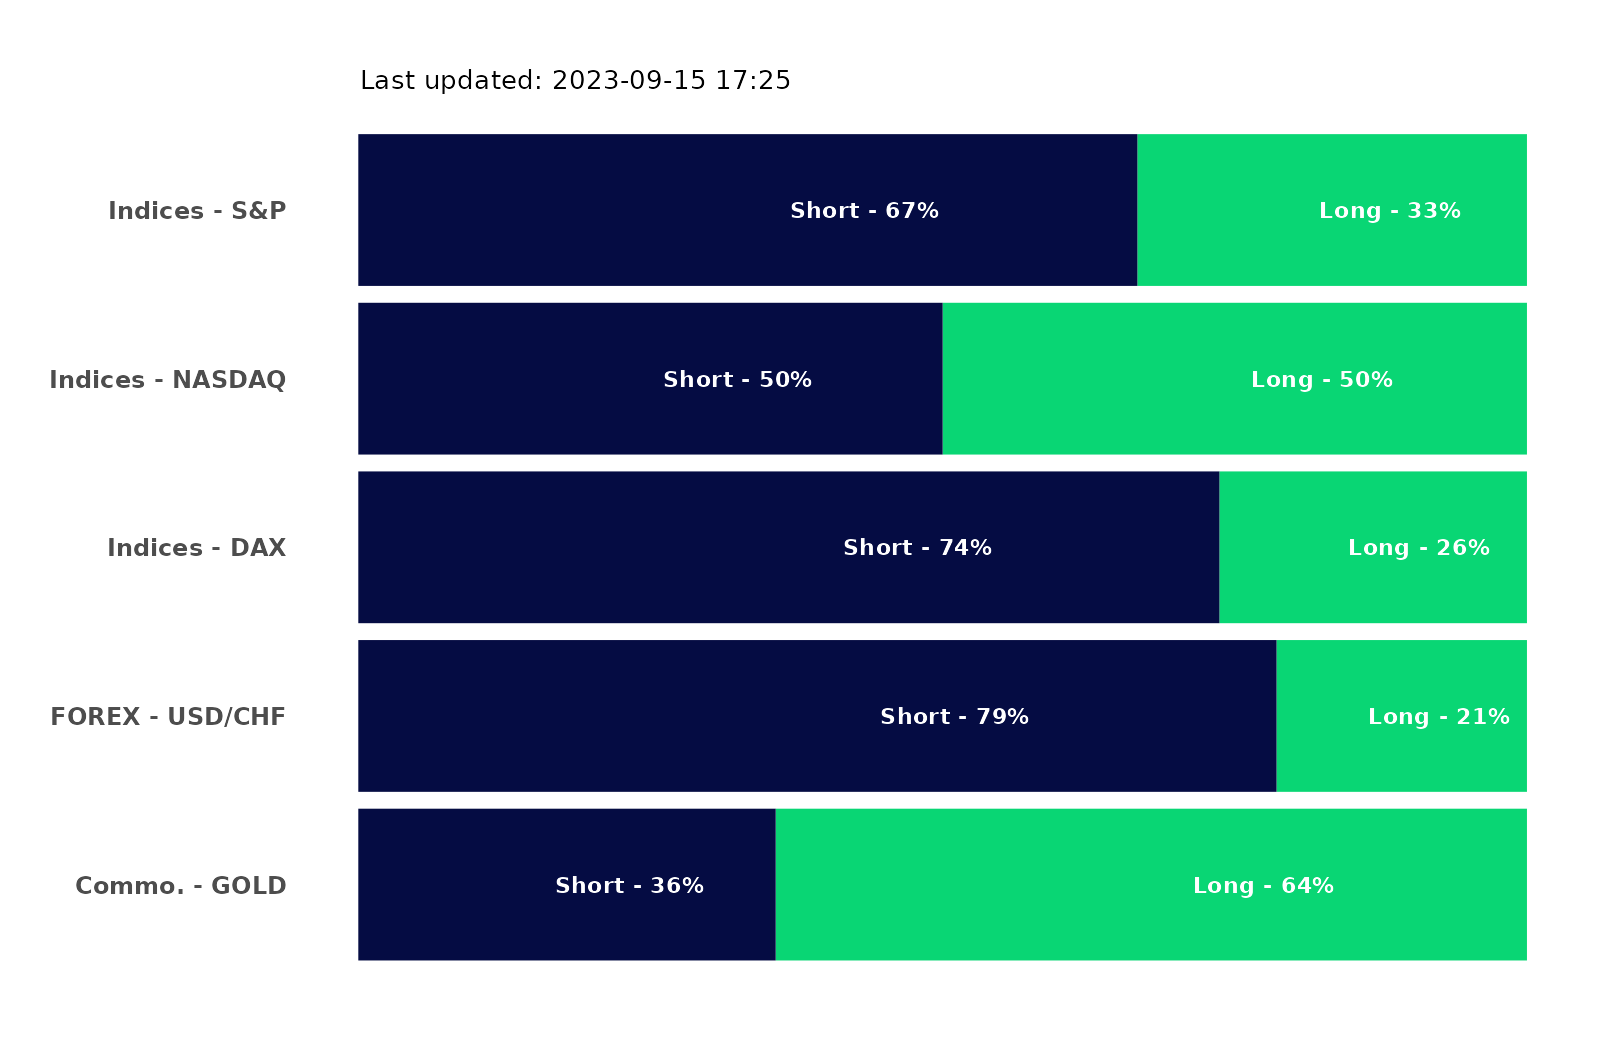 Last updated: 2023-09-15 17:25
Indices - S&P Short - 67% Long - 33%
Indices - NASDAQ Short - 50% Long - 50%
Indices - DAX Short - 74% Long - 26%
FOREX - USD/CHF Short - 79% Long - 21%
Commo. - GOLD Short - 36% Long - 64%